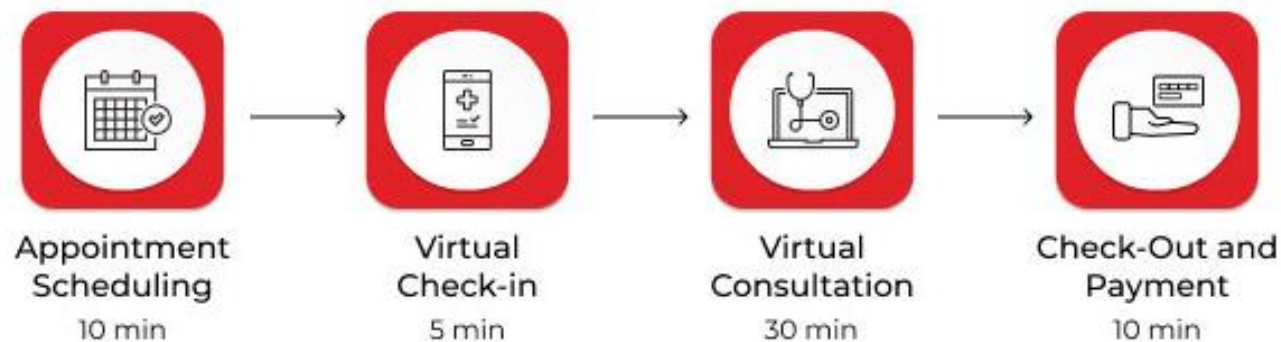 Appointment
Scheduling
10 min
Virtual
Check-in
5 min
Virtual
Consultation
30 min
Check-Out and
Payment
10 min